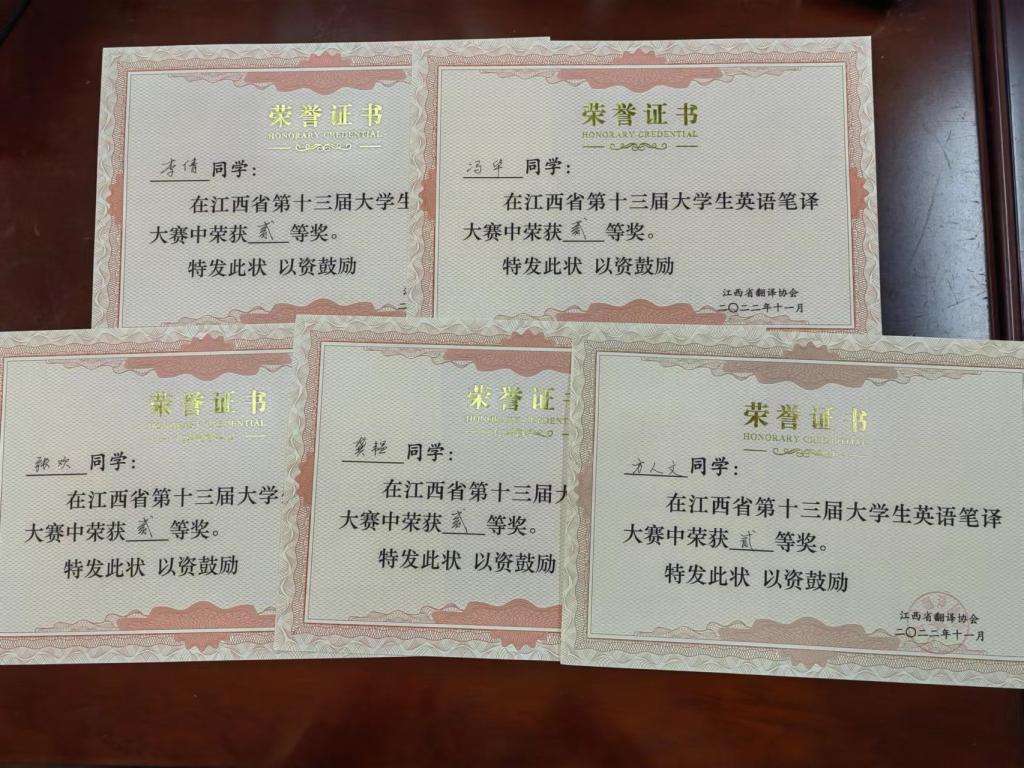 荣誉证书
HONORARY CREDENTIAL
李倩同学：
在江西省第十三届大学生
大赛中荣获贰等奖。
特发此状 以资鼓励
荣誉证书
HONORARY CREDENTIAL
冯华同学：
在江西省第十三届大学生英语笔译
大赛中荣获贰等奖。
特发此状 以资鼓励
江西省翻译协会
二〇二二年十一月
荣誉证书
HONORARY CREDENTIAL
张欢同学：
在江西省第十三届大学
大赛中荣获贰等奖。
特发此状 以资鼓励
荣誉证
HONORARY
龚程同学：
在江西省第十三届大
大赛中荣获贰等奖。
特发此状 以资鼓励
荣誉证书
HONORARY CREDENTIAL
方人文同学：
在江西省第十三届大学生英语笔译
大赛中荣获贰等奖。
特发此状 以资鼓励
江西省翻译协会
二〇二二年十一月